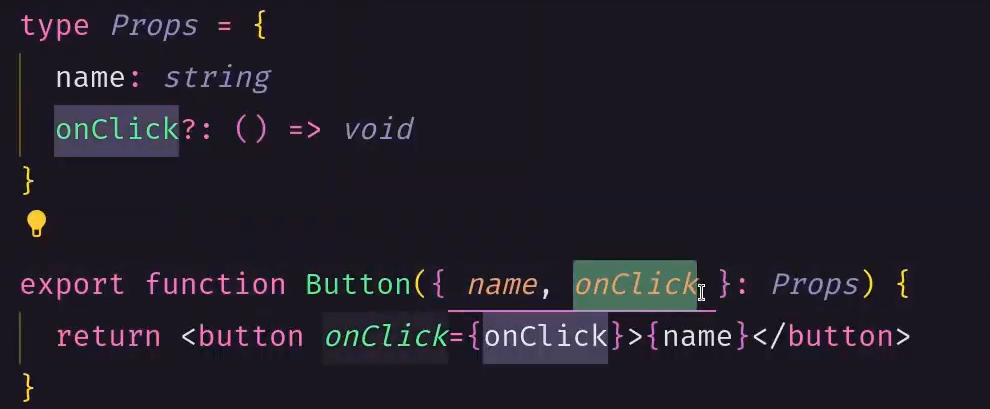 type Props = {
name: string
onClick?: () => void
}
export function Button({ name, onClick }: Props) {
return <button onClick={onClick}>{name}</button>
}